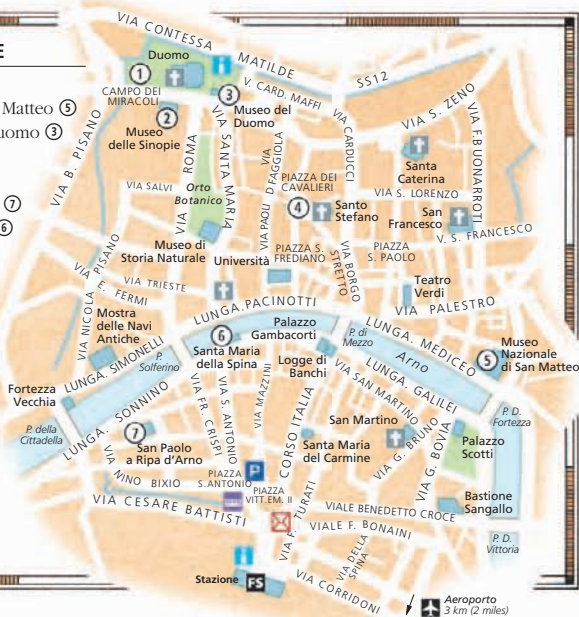 VIA CONTESSA MATILDE
E
Duomo
1
CAMPO DEI
MIRACOLI
3
V. CARD. MAFFI
SS12
Matteo 5
uomo 3
2
Museo del
Duomo
Museo
delle Sinopie
VIA B. PISANO
VIA ROMA
VIA SANTA MARIA
VIA PAOLI
VIA D FAGGIOLA
VIA CARDUCCI
VIA S. ZENO
VIA F.BUONARROTI
Santa
Caterina
PIAZZA DEI
CAVALIERI
VIA S. LORENZO
VIA SALVI
Orto
Botanico
4
Santo
Stefano
San
Francesco
V. S. FRANCESCO
7
6
Museo di
Storia Naturale
Università
PIAZZA S.
FREDIANO
VIA BORGO
STRETTO
PIAZZA
S. PAOLO
VIA NICOLA PISANO
VIA TRIESTE
VIA E. FERMI
Teatro
Verdi
VIA PALESTRO
LUNGA. PACINOTTI
Mostra
delle Navi
Antiche
6
Santa Maria
della Spina
Palazzo
Gambacorti
P. di
Mezzo
LUNGA. MEDICEO
Arno
5
Museo
Nazionale
di San Matteo
LUNGA. SIMONELLI
P.
Solferino
Logge di
Banchi
LUNGA. GALILEI
Fortezza
Vecchia
LUNGA. SONNINO
VIA FR. CRISPI
VIA S. ANTONIO
VIA MAZZINI
CORSO ITALIA
VIA SAN MARTINO
P. D.
Fortezza
P. della
Cittadella
7
San Paolo
a Ripa d'Arno
San Martino
Santa Maria
del Carmine
VIA G. BRUNO
VIA G. BOVIA
Palazzo
Scotti
VIA NINO BIXIO
PIAZZA
S.ANTONIO
P
PIAZZA
VITT.EM. II
VIA CESARE BATTISTI
VIA F. TURATI
VIALE BENEDETTO CROCE
VIALE F. BONAINI
Bastione
Sangallo
VIA DELLA
SPINA
P. D.
Vittoria
Stazione FS
VIA CORRIDONI
Aeroporto
3 km (2 miles)